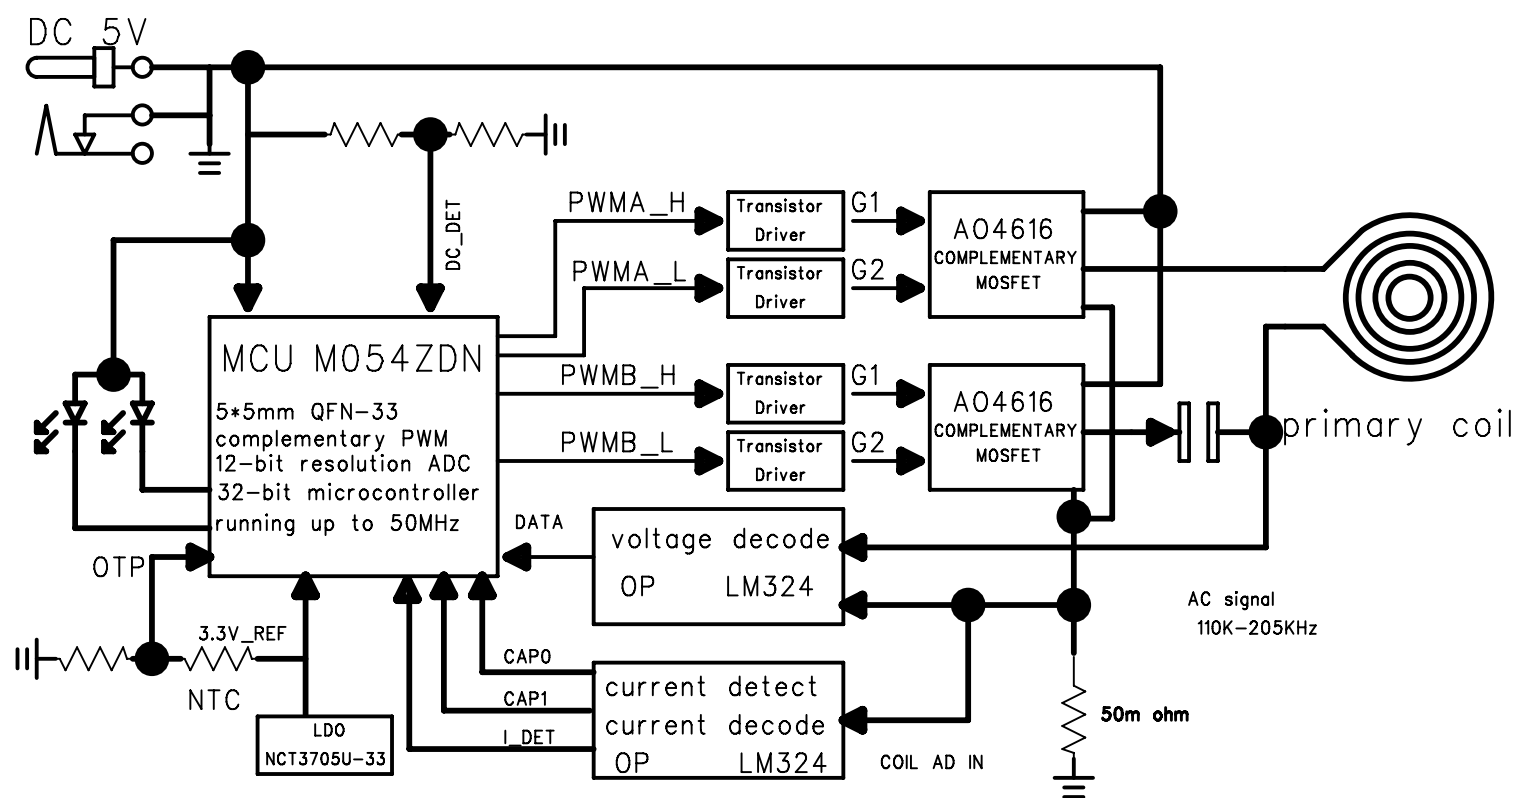 DC 5V
DC_DET
PWMA_H
Transistor
Driver
G1
PWMA_L
Transistor
Driver
G2
AO4616
COMPLEMENTARY
MOSFET
MCU M054ZDN
5*5mm QFN-33
complementary PWM
12-bit resolution ADC
32-bit microcontroller
running up to 50MHz
PWMB_H
Transistor
Driver
G1
PWMB_L
Transistor
Driver
G2
AO4616
COMPLEMENTARY
MOSFET
primary coil
DATA
voltage decode
OP LM324
OTP
AC signal
110K-205KHz
3.3V_REF
NTC
LDO
NCT3705U-33
CAP0
CAP1
I_DET
current detect
current decode
OP LM324
COIL AD IN
50m ohm